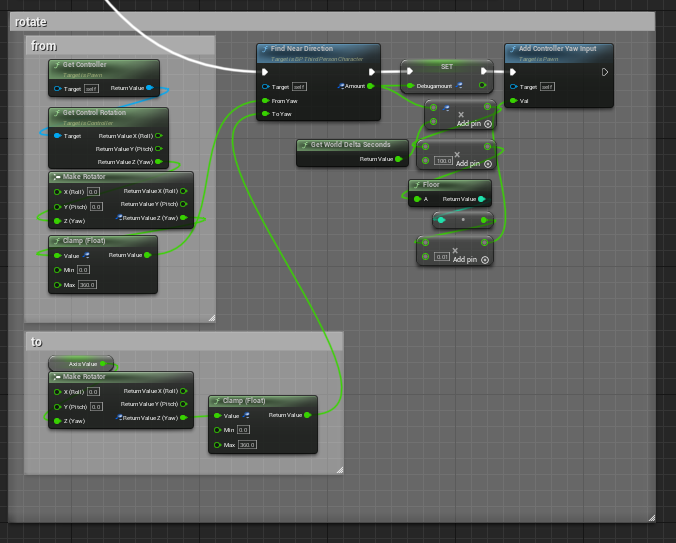 rotate
from
Get Controller
Target is Pawn
Target self Return Value
Get Control Rotation
Target is Controller
Target Return Value X (Roll)
Return Value Y (Pitch)
Return Value Z (Yaw)
Make Rotator
X (Roll) 0.0 Return Value X (Roll)
Y (Pitch) 0.0 Return Value Y (Pitch)
Z (Yaw) Return Value Z (Yaw)
Clamp (Float)
Value Return Value
Min 0.0
Max 360.0
Find Near Direction
Target is BP Third Person Character
Target self Amount
From Yaw
To Yaw
SET
Debugamount
Add Controller Yaw Input
Target is Pawn
Target self
Val
Add pin
Get World Delta Seconds
Return Value
100.0 Add pin
Floor
A Return Value
0.01 Add pin
to
Axis Value
Make Rotator
X (Roll) 0.0 Return Value X (Roll)
Y (Pitch) 0.0 Return Value Y (Pitch)
Z (Yaw) Return Value Z (Yaw)
Clamp (Float)
Value Return Value
Min 0.0
Max 360.0